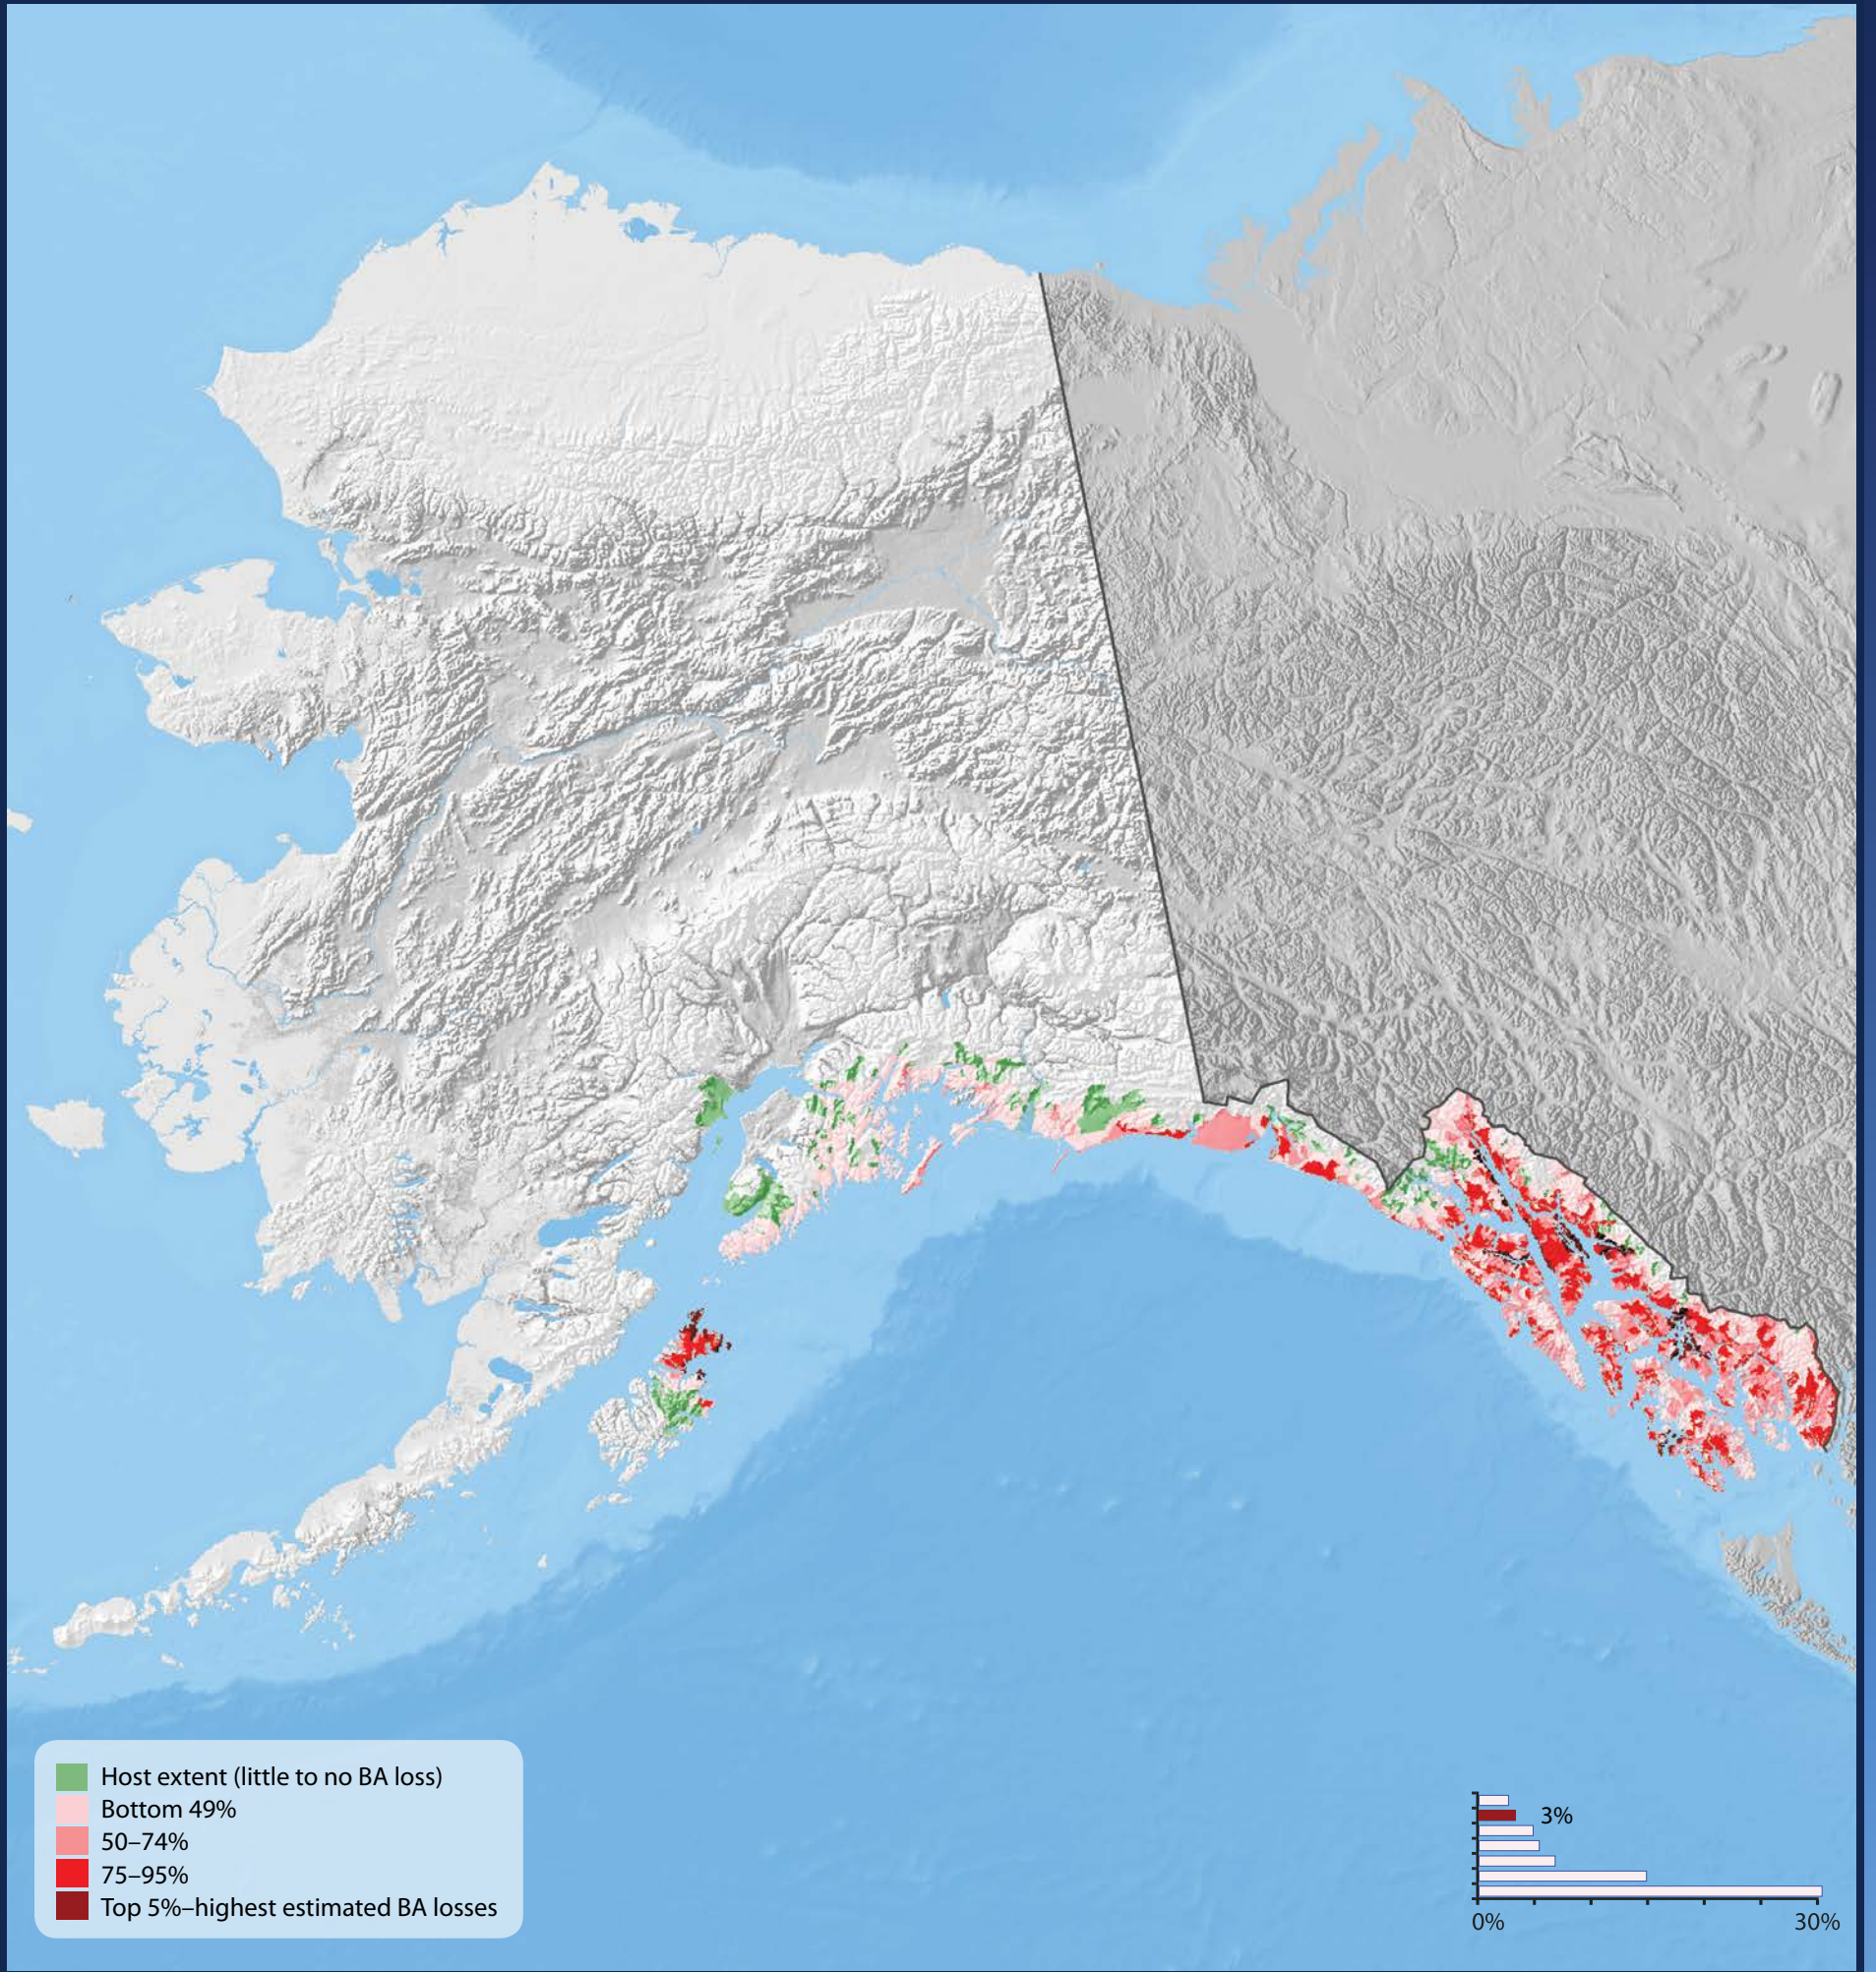 Host extent (little to no BA loss)
Bottom 49%
50–74%
75–95%
Top 5%–highest estimated BA losses
3%
0%
30%